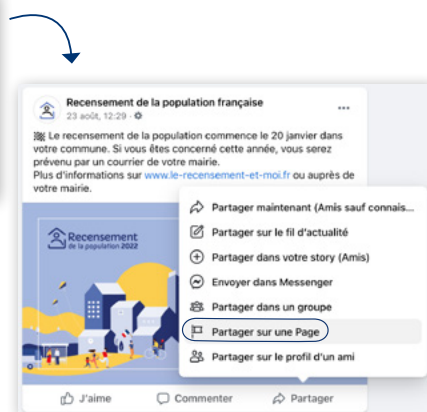 Recensement de la population française
23 août, 12:29 ·
Le recensement de la population commence le 20 janvier dans
votre commune. Si vous êtes concerné cette année, vous serez
prévenu par un courrier de votre mairie.
Plus d'informations sur www.le-recensement-et-moi.fr ou auprès de
votre mairie.
Recensement
de la population 2022
Partager maintenant (Amis sauf connais...
Partager sur le fil d'actualité
Partager dans votre story (Amis)
Envoyer dans Messenger
Partager dans un groupe
Partager sur une Page
Partager sur le profil d'un ami
J'aime
Commenter
Partager